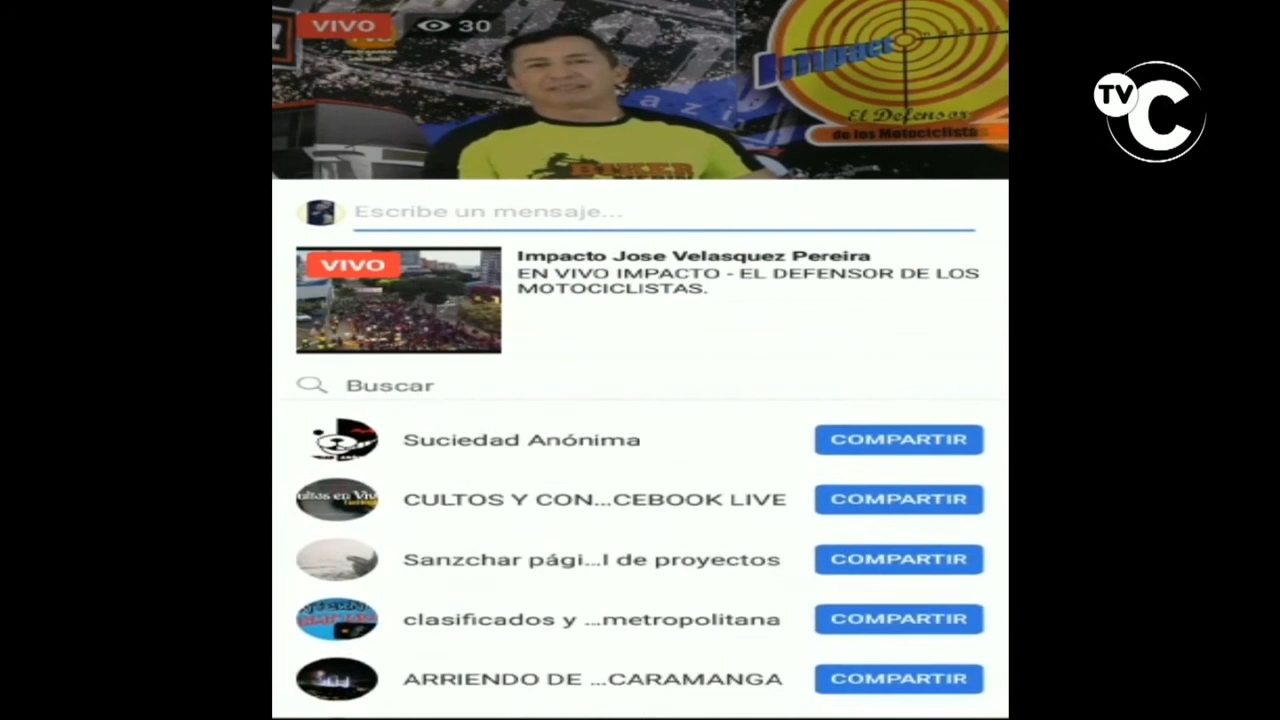 VIVO 30
Impact
El Defensor
de los Motociclistas
BIKER
TV C
Escribe un mensaje...
VIVO
Impacto Jose Velasquez Pereira
EN VIVO IMPACTO - EL DEFENSOR DE LOS
MOTOCICLISTAS.
Buscar
Suciedad Anónima COMPARTIR
CULTOS Y CON...CEBOOK LIVE COMPARTIR
Sanzchar pági...l de proyectos COMPARTIR
clasificados y ...metropolitana COMPARTIR
ARRIENDO DE ...CARAMANGA COMPARTIR